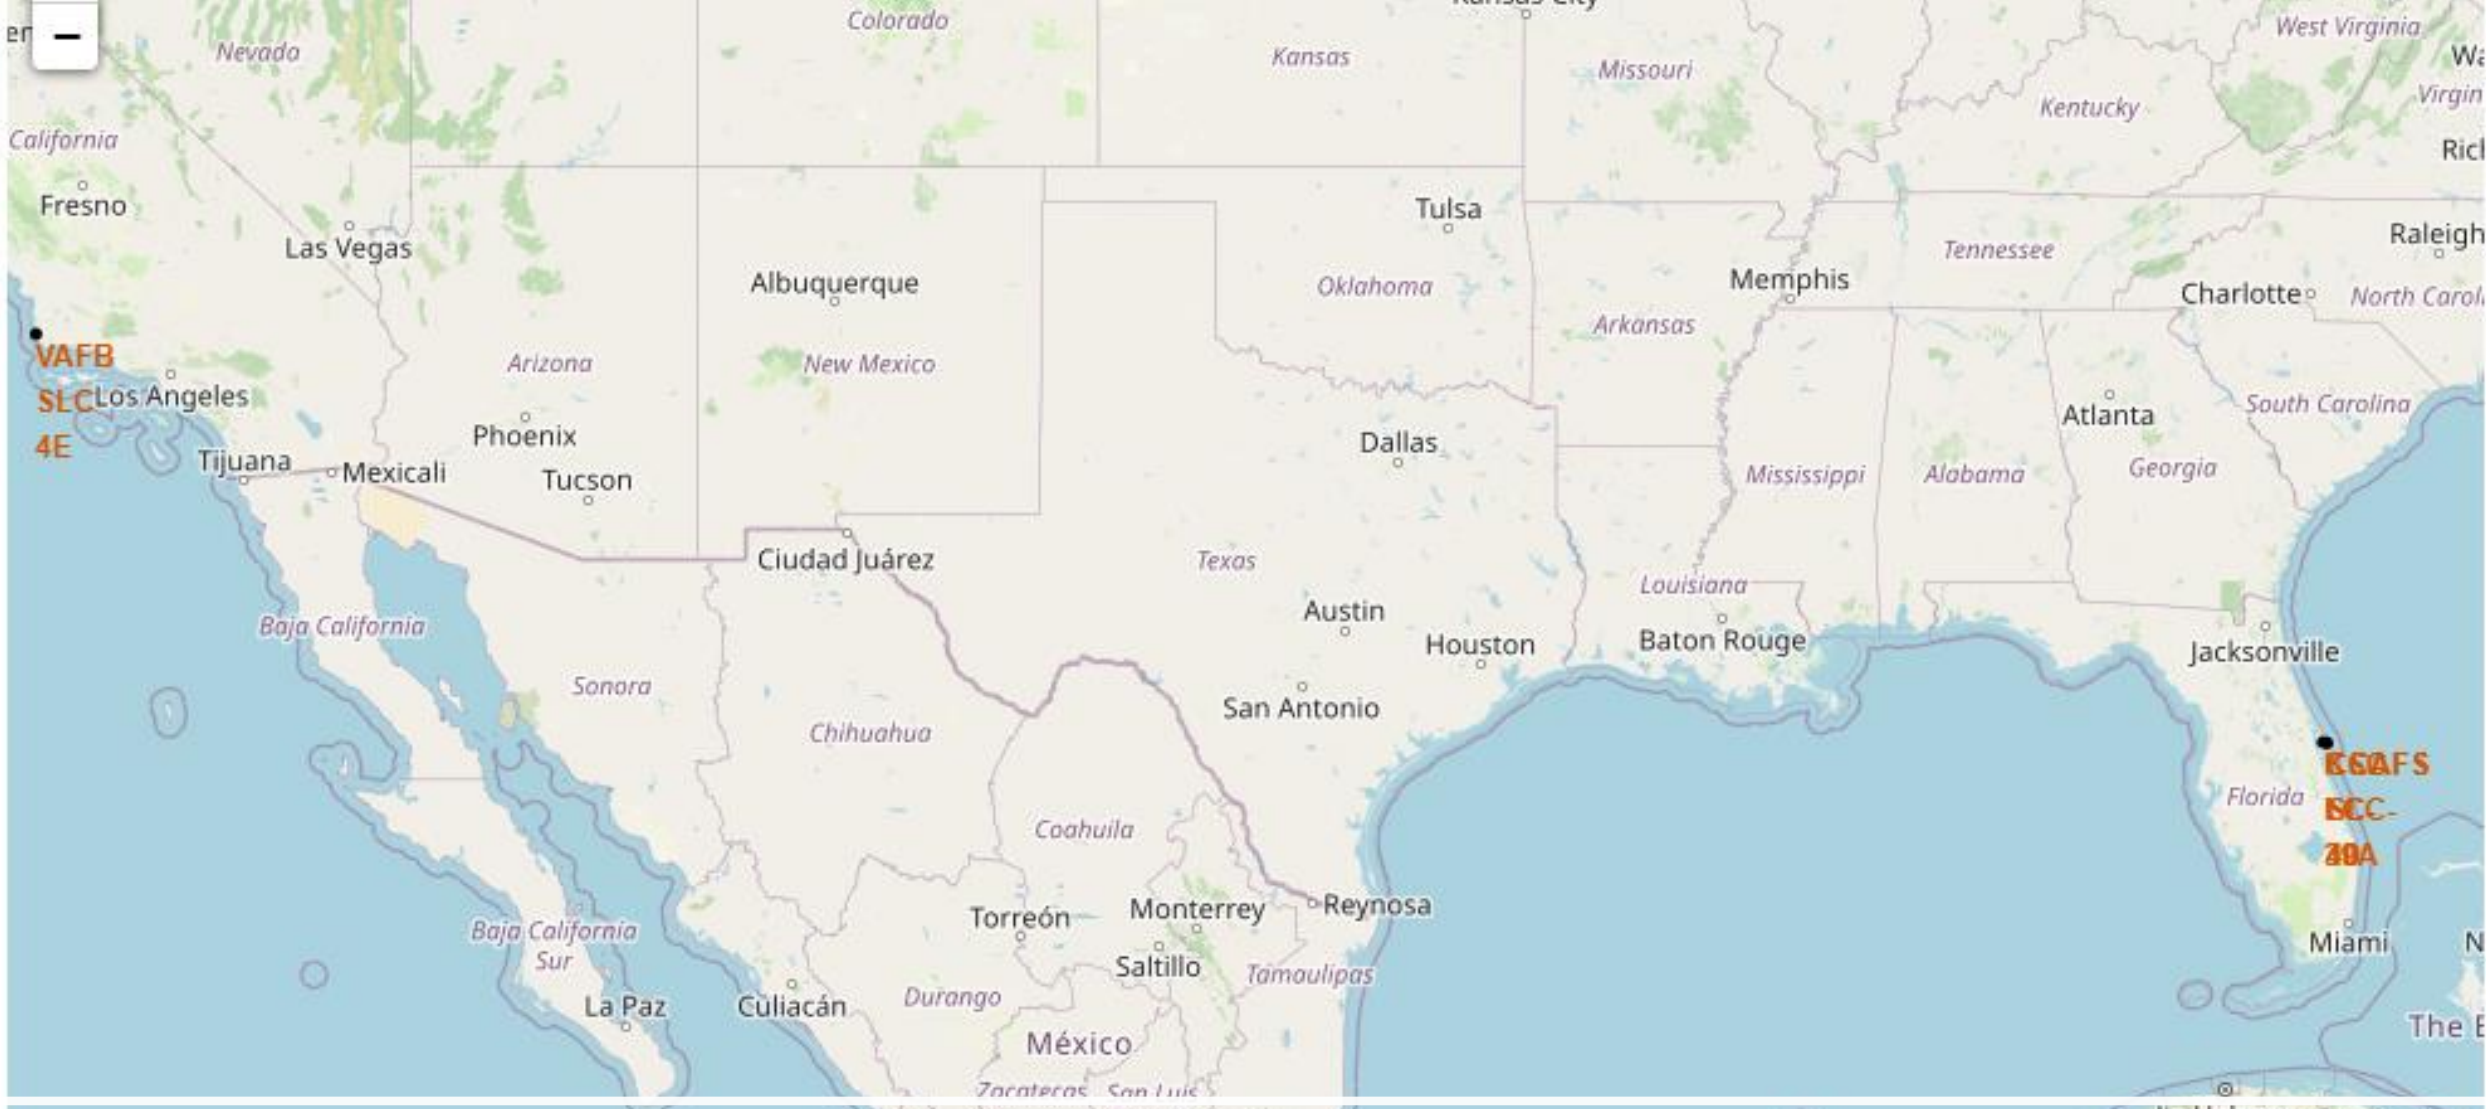 Colorado
West Virginia
Nevada
Kansas
Missouri
Kentucky
California
Fresno
Tulsa
Las Vegas
Raleigh
Tennessee
Albuquerque
Memphis
Oklahoma
Charlotte
Arkansas
VAFB
SLC
4E
Los Angeles
Arizona
New Mexico
South Carolina
Atlanta
Phoenix
Dallas
Tijuana
Mexicali
Tucson
Mississippi
Alabama
Georgia
Ciudad Juárez
Texas
Louisiana
Austin
Baja California
Houston
Baton Rouge
Jacksonville
Sonora
San Antonio
Chihuahua
Florida
Coahuila
Torreón
Monterrey
Reynosa
Baja California
Sur
Miami
Saltillo
Tamaulipas
La Paz
Culiacán
Durango
México